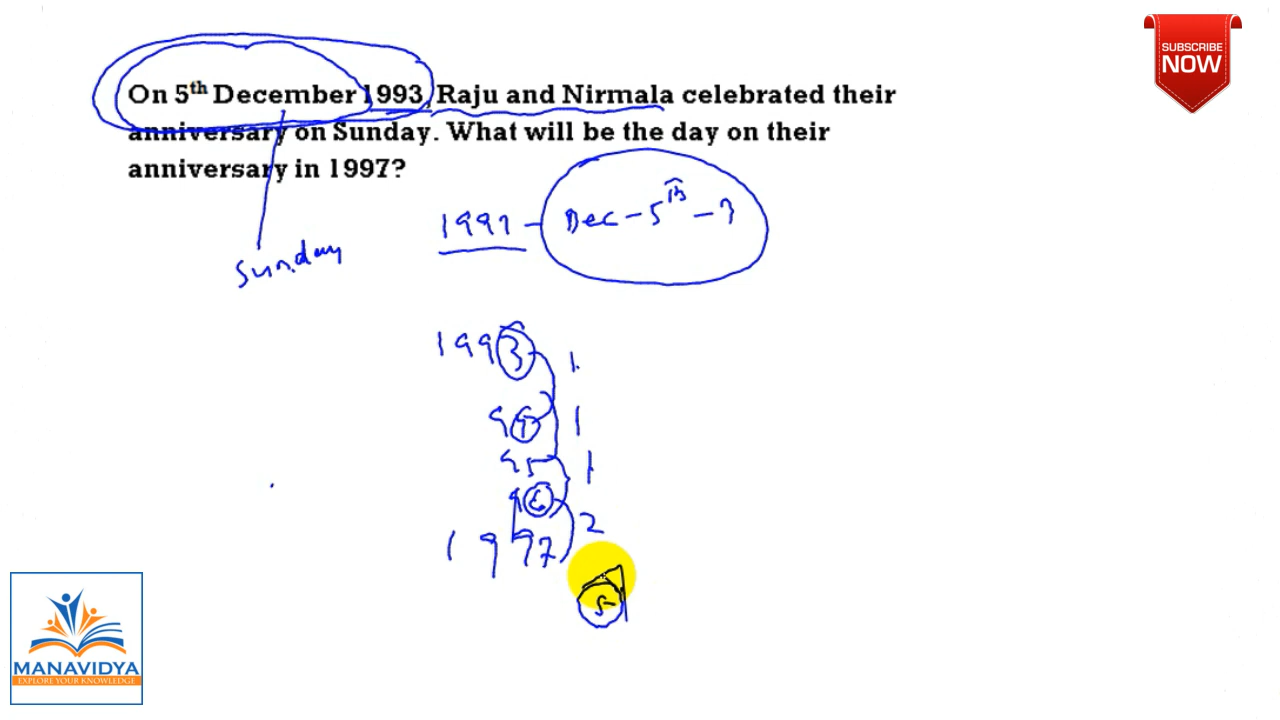 SUBSCRIBE
NOW
On 5th December 1993, Raju and Nirmala celebrated their
anniversary on Sunday. What will be the day on their
anniversary in 1997?
1997 - Dec - 5th - ?
Sunday
1993
1
94
1
95
1
96
2
1997
5
MANAVIDYA
EXPLORE YOUR KNOWLEDGE